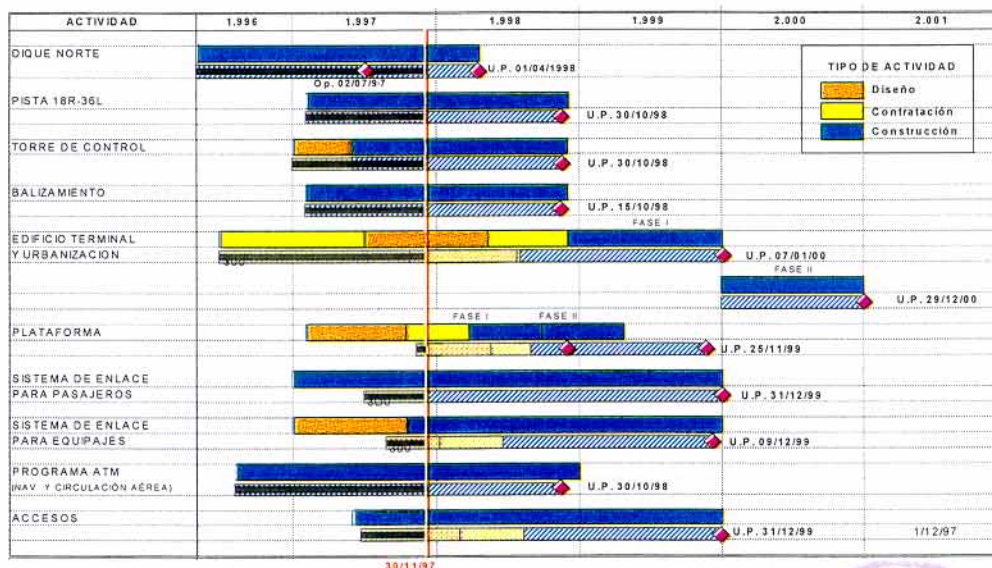 ACTIVIDAD 1.996 1.997 1.998 1.999 2.000 2.001
DIQUE NORTE
U.P. 01/04/1998
Op. 02/07/97
TIPO DE ACTIVIDAD
Diseño
Contratación
Construcción
PISTA 18R-36L
U.P. 30/10/98
TORRE DE CONTROL
U.P. 30/10/98
BALIZAMIENTO
U.P. 15/10/98
FASE I
EDIFICIO TERMINAL
Y URBANIZACION
300
U.P. 07/01/00
FASE II
U.P. 29/12/00
FASE I FASE II
PLATAFORMA
U.P. 25/11/99
SISTEMA DE ENLACE
PARA PASAJEROS
300
U.P. 31/12/99
SISTEMA DE ENLACE
PARA EQUIPAJES
300
U.P. 09/12/99
PROGRAMA ATM
(NAV. Y CIRCULACIÓN AÉREA)
U.P. 30/10/98
ACCESOS
U.P. 31/12/99
1/12/97
30/11/97